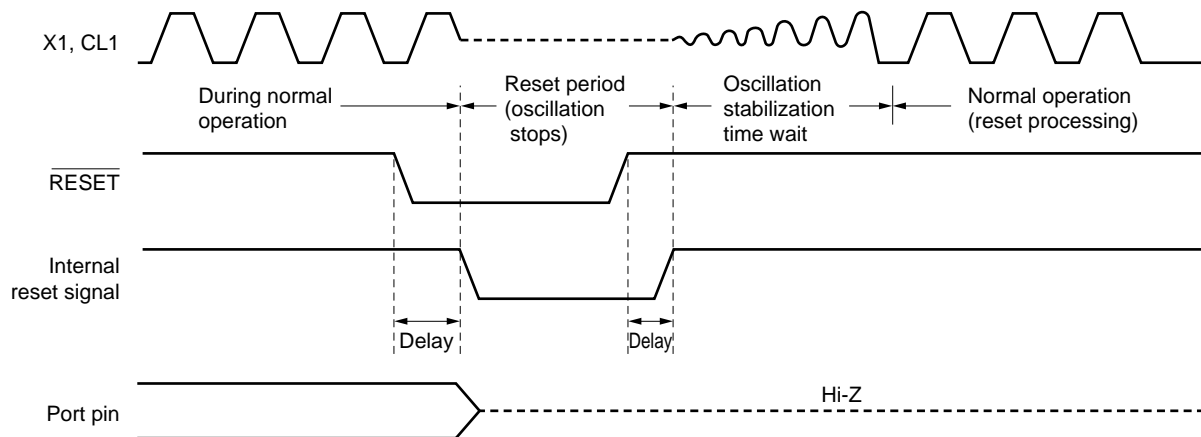 X1, CL1
During normal
operation
Reset period
(oscillation
stops)
Oscillation
stabilization
time wait
Normal operation
(reset processing)
RESET
Internal
reset signal
Delay
Delay
Port pin
Hi-Z